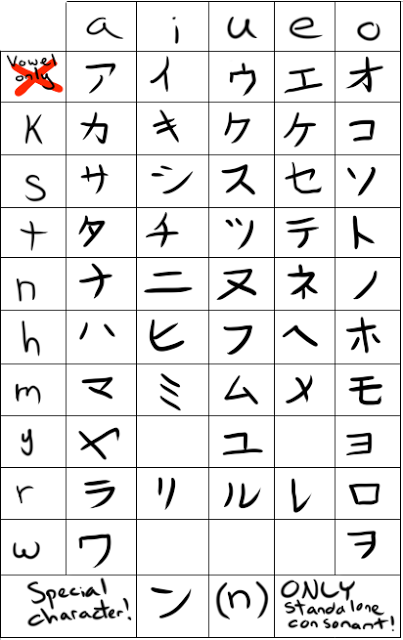 a i u e o
Vowel only ア イ ウ エ オ
K カ キ ク ケ コ
S サ シ ス セ ソ
t タ チ ツ テ ト
n ナ ニ ヌ ネ ノ
h ハ ヒ フ ヘ ホ
m マ ミ ム メ モ
y ヤ ユ ヨ
r ラ リ ル レ ロ
w ワ ヲ
Special character! ン (n) ONLY standalone consonant!